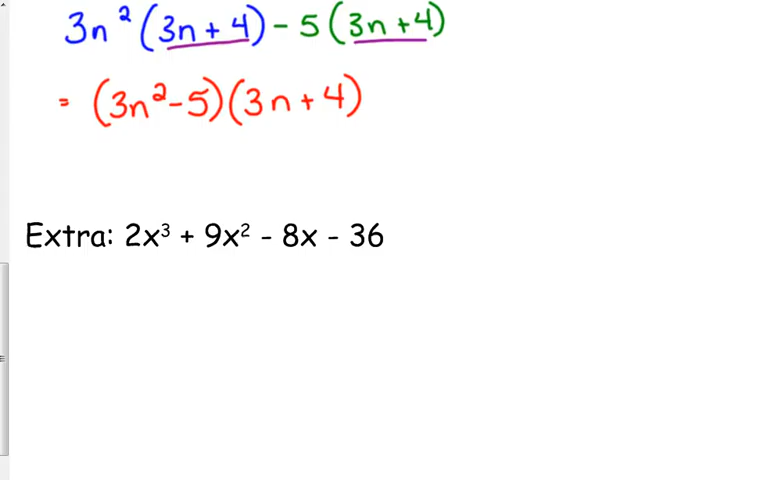 3n² (3n + 4) - 5 (3n + 4)
= (3n² - 5)(3n + 4)
Extra: 2x³ + 9x² - 8x - 36